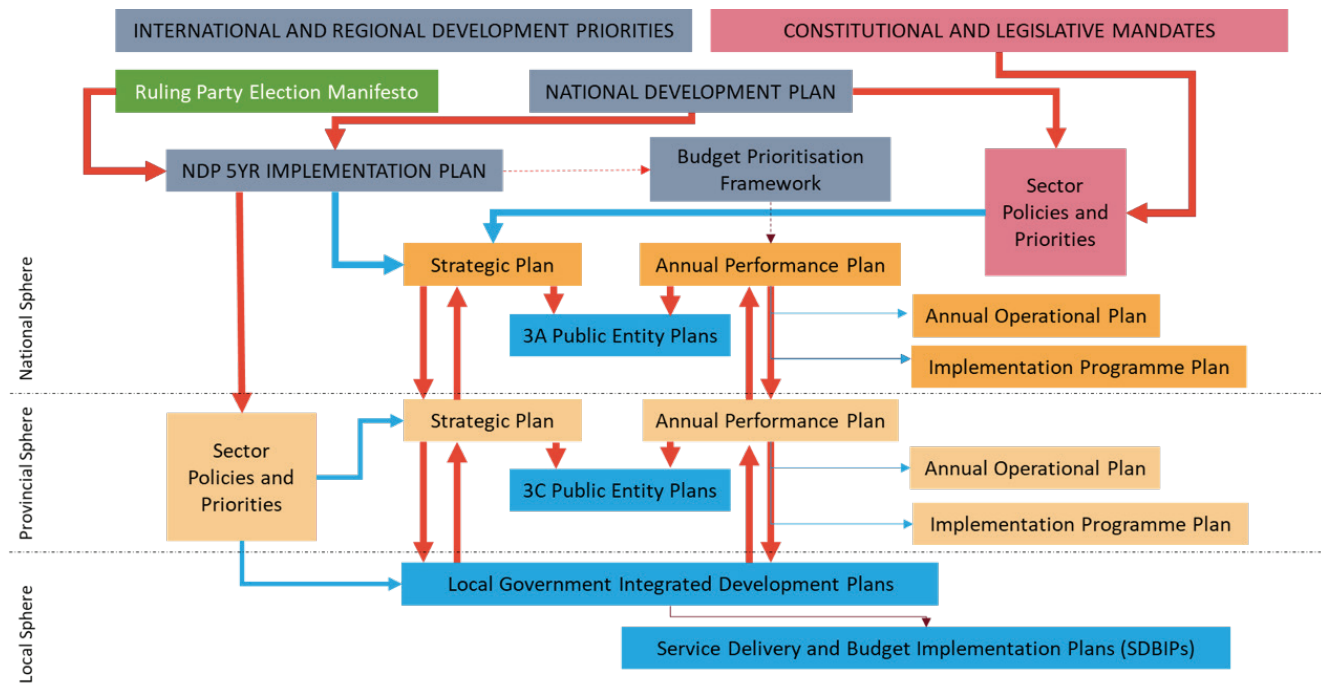 INTERNATIONAL AND REGIONAL DEVELOPMENT PRIORITIES
CONSTITUTIONAL AND LEGISLATIVE MANDATES
Ruling Party Election Manifesto
NATIONAL DEVELOPMENT PLAN
NDP 5YR IMPLEMENTATION PLAN
Budget Prioritisation
Framework
Sector
Policies and
Priorities
National Sphere
Strategic Plan
Annual Performance Plan
3A Public Entity Plans
Annual Operational Plan
Implementation Programme Plan
Provincial Sphere
Sector
Policies and
Priorities
Strategic Plan
Annual Performance Plan
3C Public Entity Plans
Annual Operational Plan
Implementation Programme Plan
Local Sphere
Local Government Integrated Development Plans
Service Delivery and Budget Implementation Plans (SDBIPs)